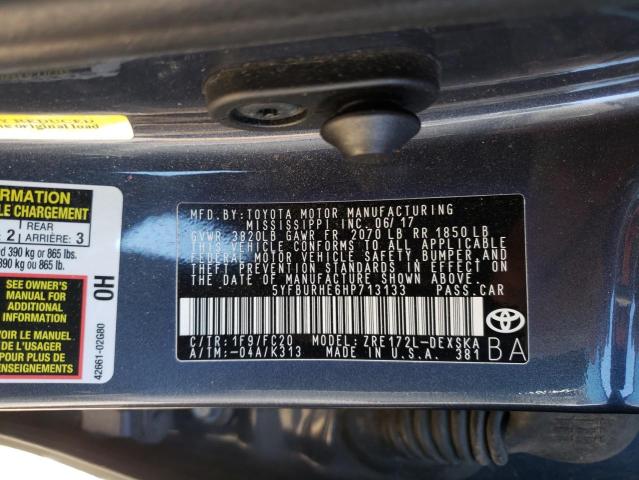 Y REDUCED
e original load
RMATION
LE CHARGEMENT
2 REAR
ARRIÈRE: 3
d 390 kg or 865 lbs.
390 kg ou 865 lb.
SEE OWNER'S
MANUAL FOR
ADDITIONAL
INFORMATION
VOIR LE MANUEL
DE L'USAGER
POUR PLUS DE
RENSEIGNEMENTS
0H
42661-02G80
MFD.BY:TOYOTA MOTOR MANUFACTURING
MISSISSIPPI INC. 06/17
GVWR 3820LB GAWR FR 2070 LB RR 1850 LB
THIS VEHICLE CONFORMS TO ALL APPLICABLE
FEDERAL MOTOR VEHICLE SAFETY, BUMPER, AND
THEFT PREVENTION STANDARDS IN EFFECT ON
THE DATE OF MANUFACTURE SHOWN ABOVE.
5YFBURHE6HP713133 PASS.CAR
C/TR:1F9/FC20 MODEL:ZRE172L-DEXSKA
A/TM:-04A/K313 MADE IN U.S.A. 381
BA